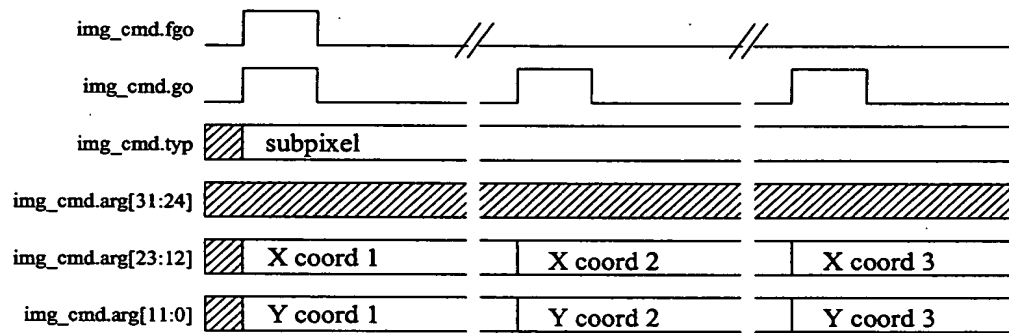 img_cmd.fgo
img_cmd.go
img_cmd.typ subpixel
img_cmd.arg[31:24]
img_cmd.arg[23:12] X coord 1 X coord 2 X coord 3
img_cmd.arg[11:0] Y coord 1 Y coord 2 Y coord 3